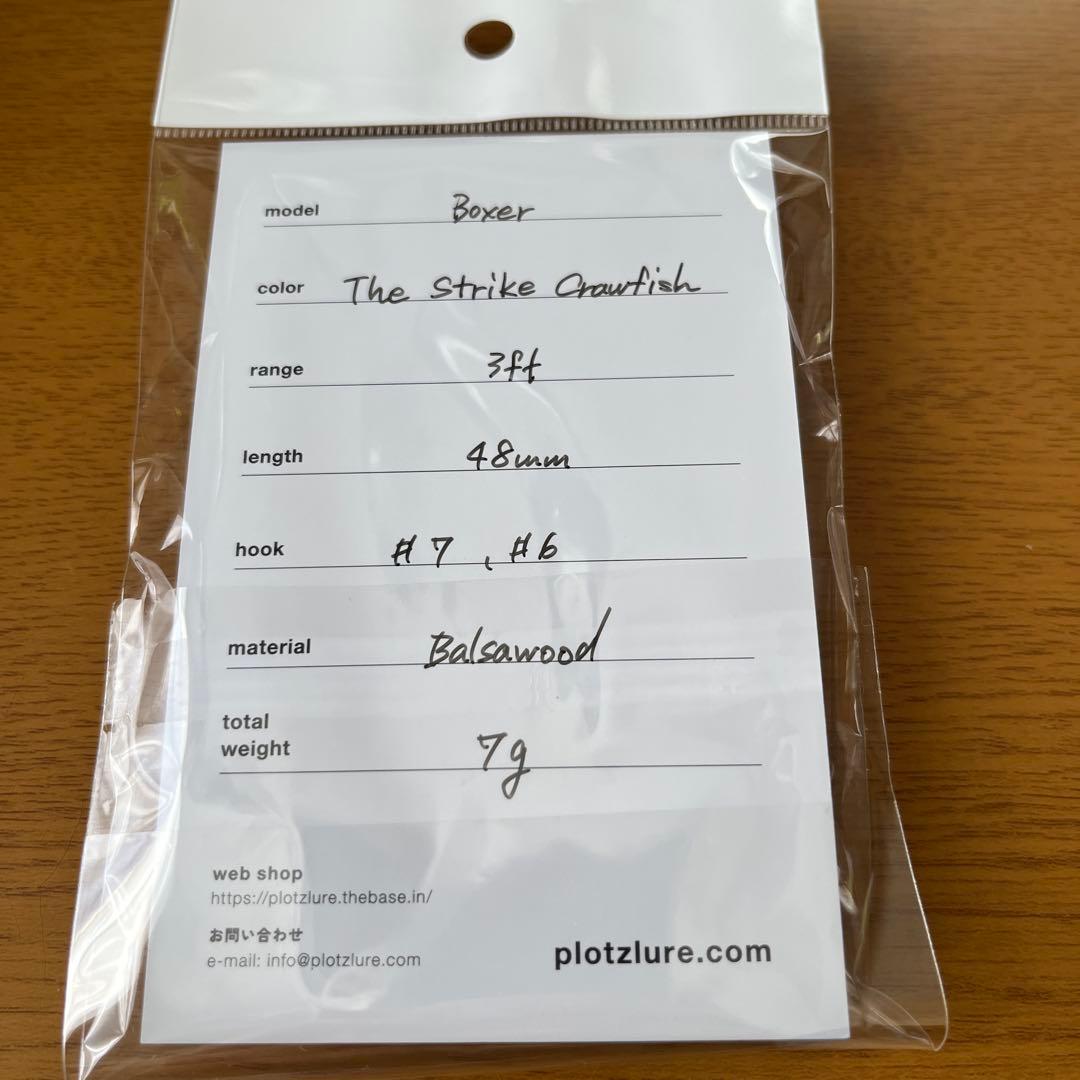 model Boxer
color The Strike Crawfish
range 3ft
length 48mm
hook #7、#6
material Balsawood
total
weight 7g
web shop
https://plotzlure.thebase.in/
お問い合わせ
e-mail: info@plotzlure.com
plotzlure.com